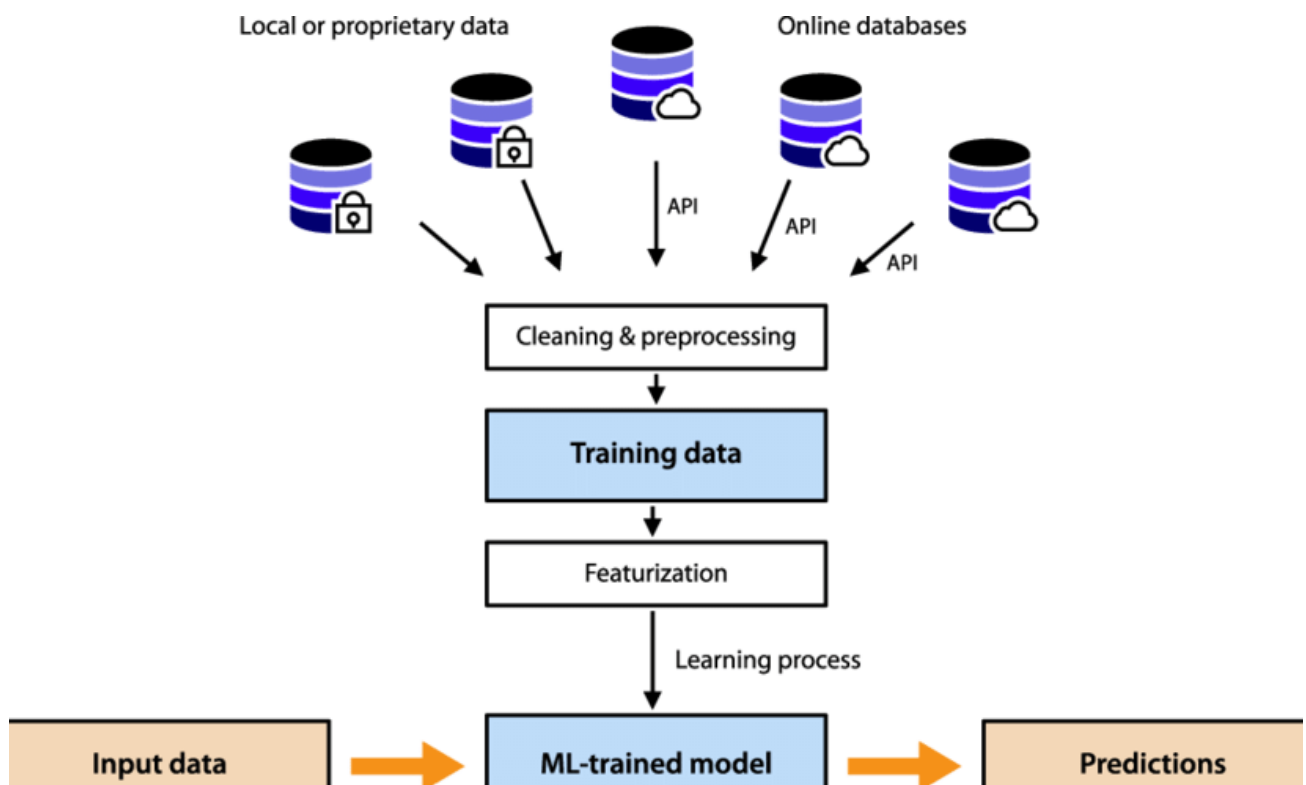 Local or proprietary data
Online databases
API
API
API
Cleaning & preprocessing
Training data
Featurization
Learning process
Input data
ML-trained model
Predictions